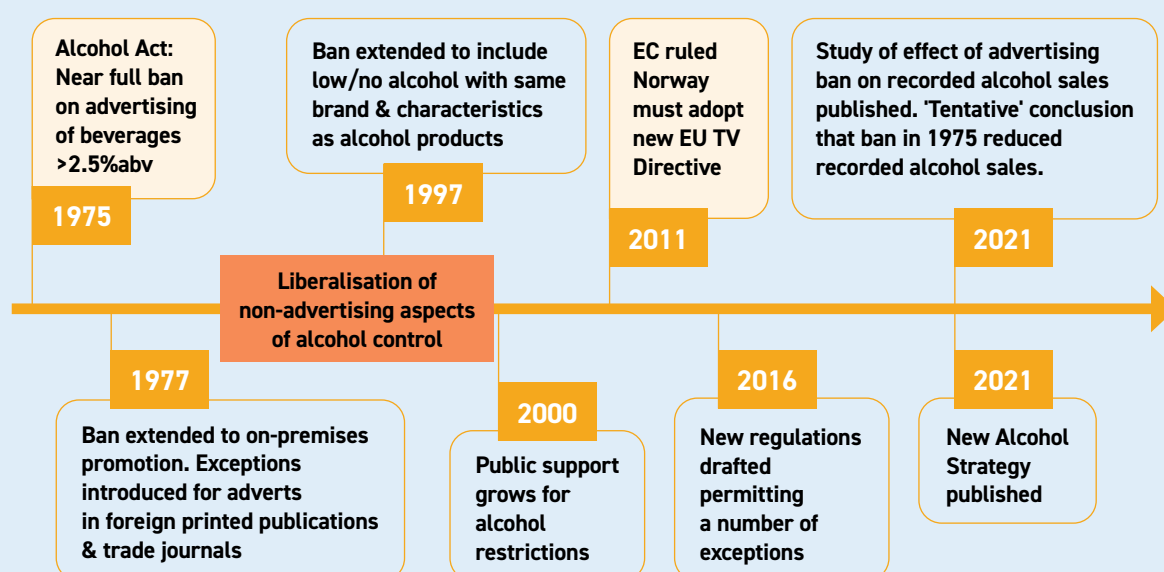 Alcohol Act:
Near full ban
on advertising
of beverages
>2.5%abv
1975
Ban extended to include
low/no alcohol with same
brand & characteristics
as alcohol products
1997
EC ruled
Norway
must adopt
new EU TV
Directive
2011
Study of effect of advertising
ban on recorded alcohol sales
published. 'Tentative' conclusion
that ban in 1975 reduced
recorded alcohol sales.
2021
Liberalisation of
non-advertising aspects
of alcohol control
1977
Ban extended to on-premises
promotion. Exceptions
introduced for adverts
in foreign printed publications
& trade journals
2000
Public support
grows for
alcohol
restrictions
2016
New regulations
drafted
permitting
a number of
exceptions
2021
New Alcohol
Strategy
published